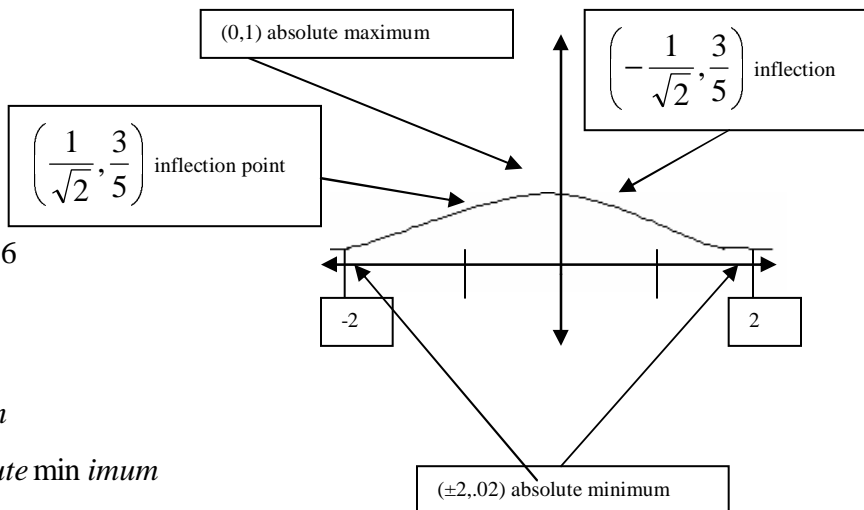 (0,1) absolute maximum
(-1/√2, 3/5) inflection
(1/√2, 3/5) inflection point
6
-2
2
n
ute min imum
(±2,.02) absolute minimum